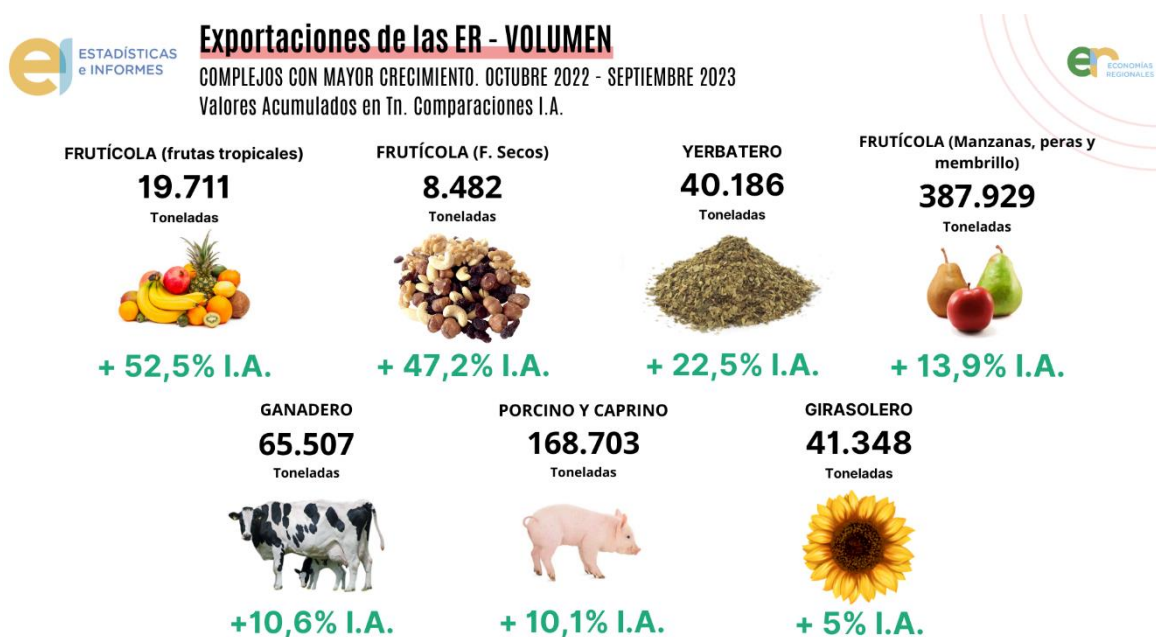 ESTADÍSTICAS
e INFORMES
Exportaciones de las ER - VOLUMEN
COMPLEJOS CON MAYOR CRECIMIENTO. OCTUBRE 2022 - SEPTIEMBRE 2023
Valores Acumulados en Tn. Comparaciones I.A.
er ECONOMÍAS
REGIONALES
FRUTÍCOLA (frutas tropicales)
19.711
Toneladas
+ 52,5% I.A.
FRUTÍCOLA (F. Secos)
8.482
Toneladas
+ 47,2% I.A.
YERBATERO
40.186
Toneladas
+ 22,5% I.A.
FRUTÍCOLA (Manzanas, peras y
membrillo)
387.929
Toneladas
+ 13,9% I.A.
GANADERO
65.507
Toneladas
+10,6% I.A.
PORCINO Y CAPRINO
168.703
Toneladas
+ 10,1% I.A.
GIRASOLERO
41.348
Toneladas
+ 5% I.A.